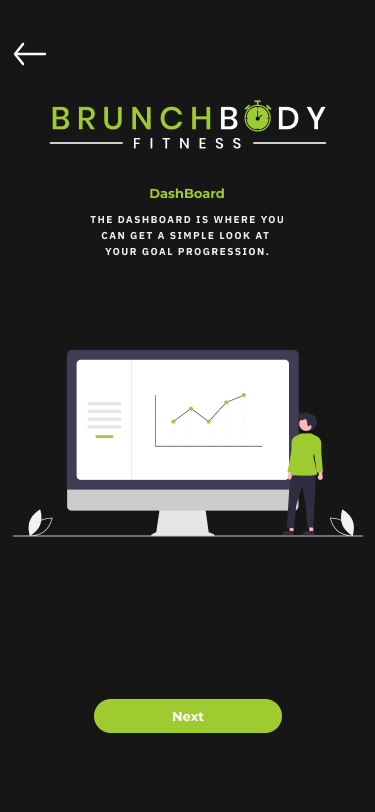 BRUNCHBODY
FITNESS
DashBoard
THE DASHBOARD IS WHERE YOU
CAN GET A SIMPLE LOOK AT
YOUR GOAL PROGRESSION.
Next